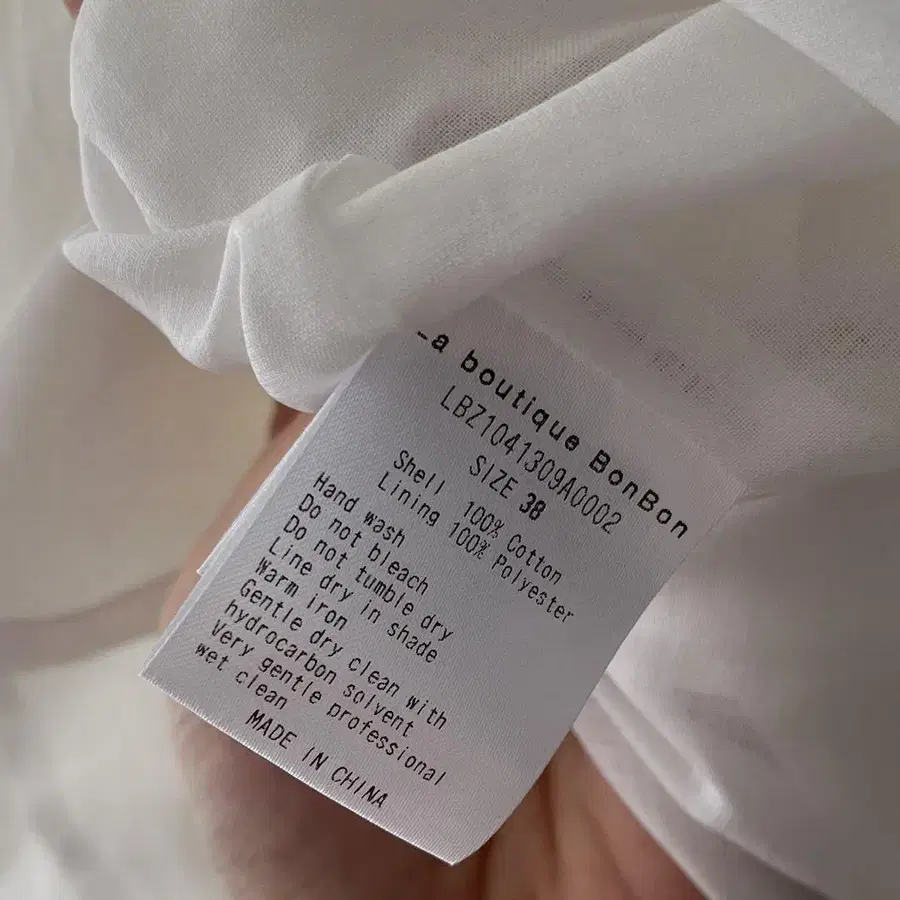 La boutique BonBon
LBZ1041309A0002
SIZE 38
Shell 100% Cotton
Lining 100% Polyester
Hand wash
Do not bleach
Do not tumble dry
Line dry in shade
Warm iron
Gentle dry clean with
hydrocarbon solvent
Very gentle professional
wet clean
MADE IN CHINA